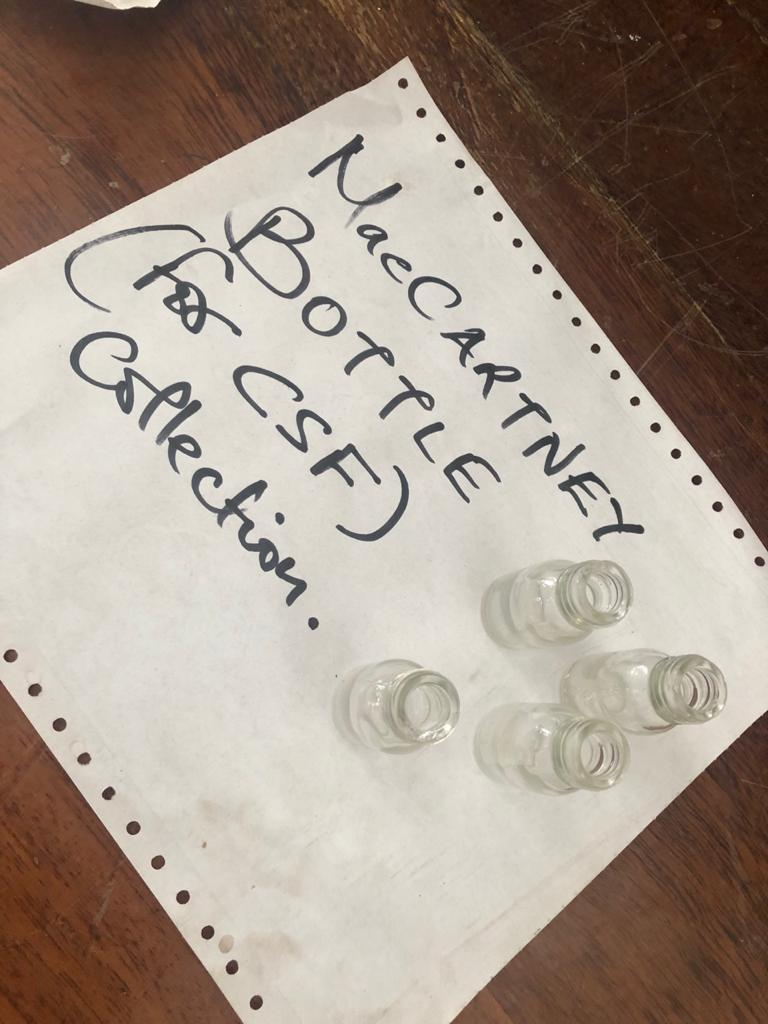 MacCARTNEY
BOTTLE
(for CSF)
Collection.